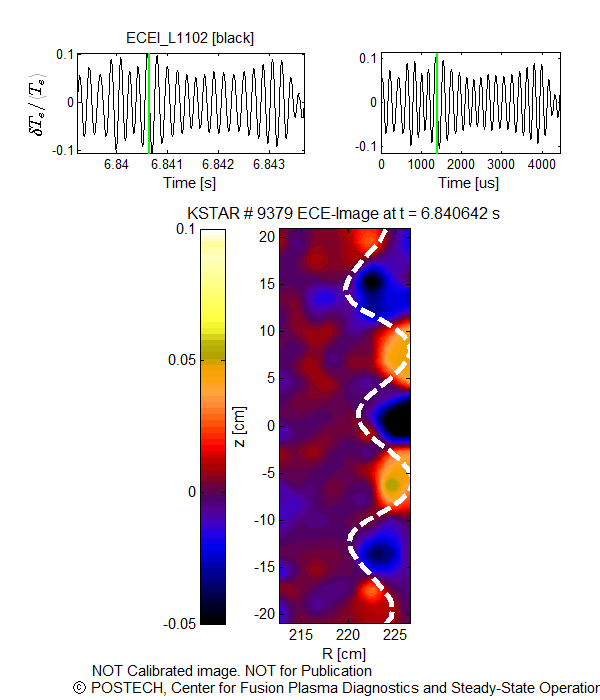 ECEI_L1102 [black]
δT_e / ⟨T_e⟩
0.1
0
-0.1
6.84 6.841 6.842 6.843
Time [s]
0.1
0
-0.1
0 1000 2000 3000 4000
Time [us]
KSTAR # 9379 ECE-Image at t = 6.840642 s
0.1
0.05
0
-0.05
z [cm]
20
15
10
5
0
-5
-10
-15
-20
215 220 225
R [cm]
NOT Calibrated image. NOT for Publication
© POSTECH, Center for Fusion Plasma Diagnostics and Steady-State Operation